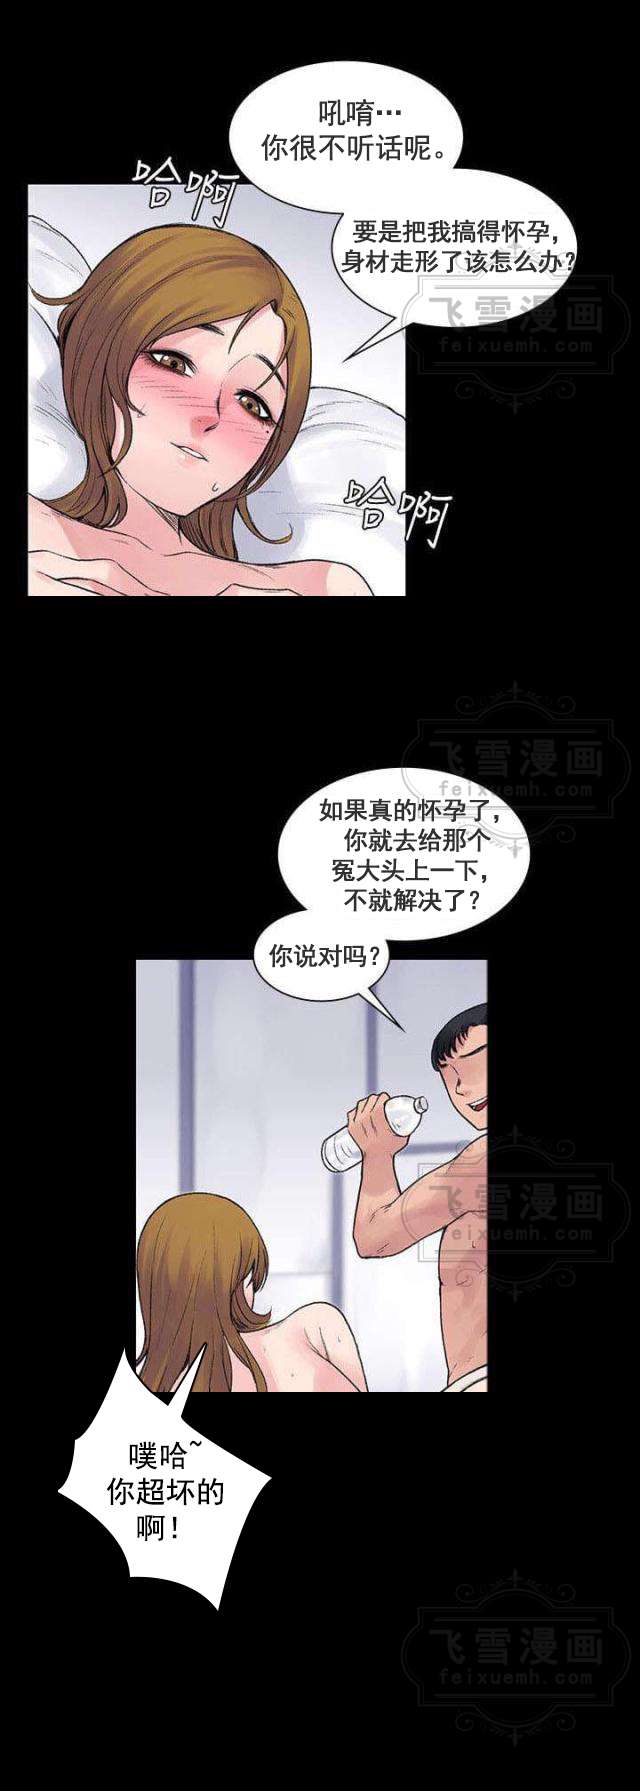 吼唷…
你很不听话呢。
哈啊
要是把我搞得怀孕，
身材走形了该怎么办？
飞雪漫画
feixuemh.com
哈啊
飞雪漫画
feixuemh.com
如果真的怀孕了，
你就去给那个
冤大头上一下，
不就解决了？
你说对吗？
飞雪漫画
feixuemh.com
噗哈~
你超坏的
啊！
飞雪漫画
feixuemh.com